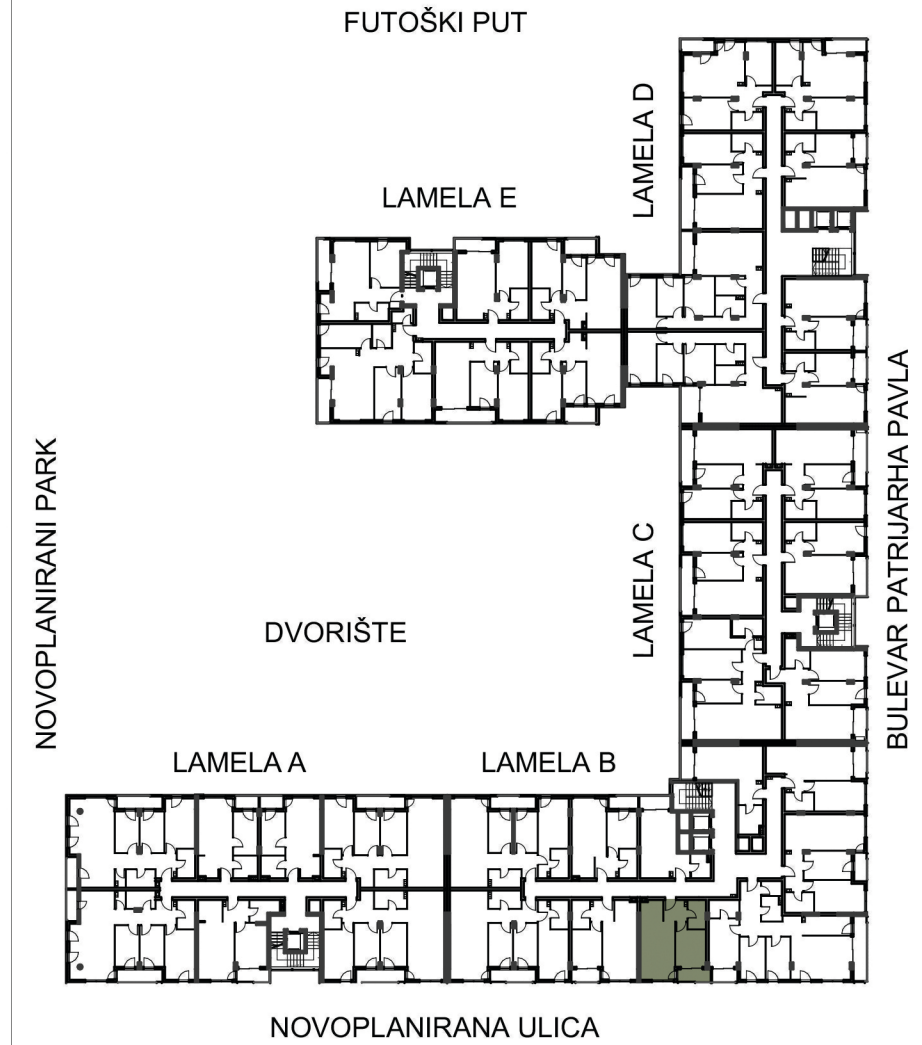 FUTOŠKI PUT
LAMELA D
LAMELA E
BULEVAR PATRIJARHA PAVLA
NOVOPLANIRANI PARK
LAMELA C
DVORIŠTE
LAMELA A
LAMELA B
NOVOPLANIRANA ULICA